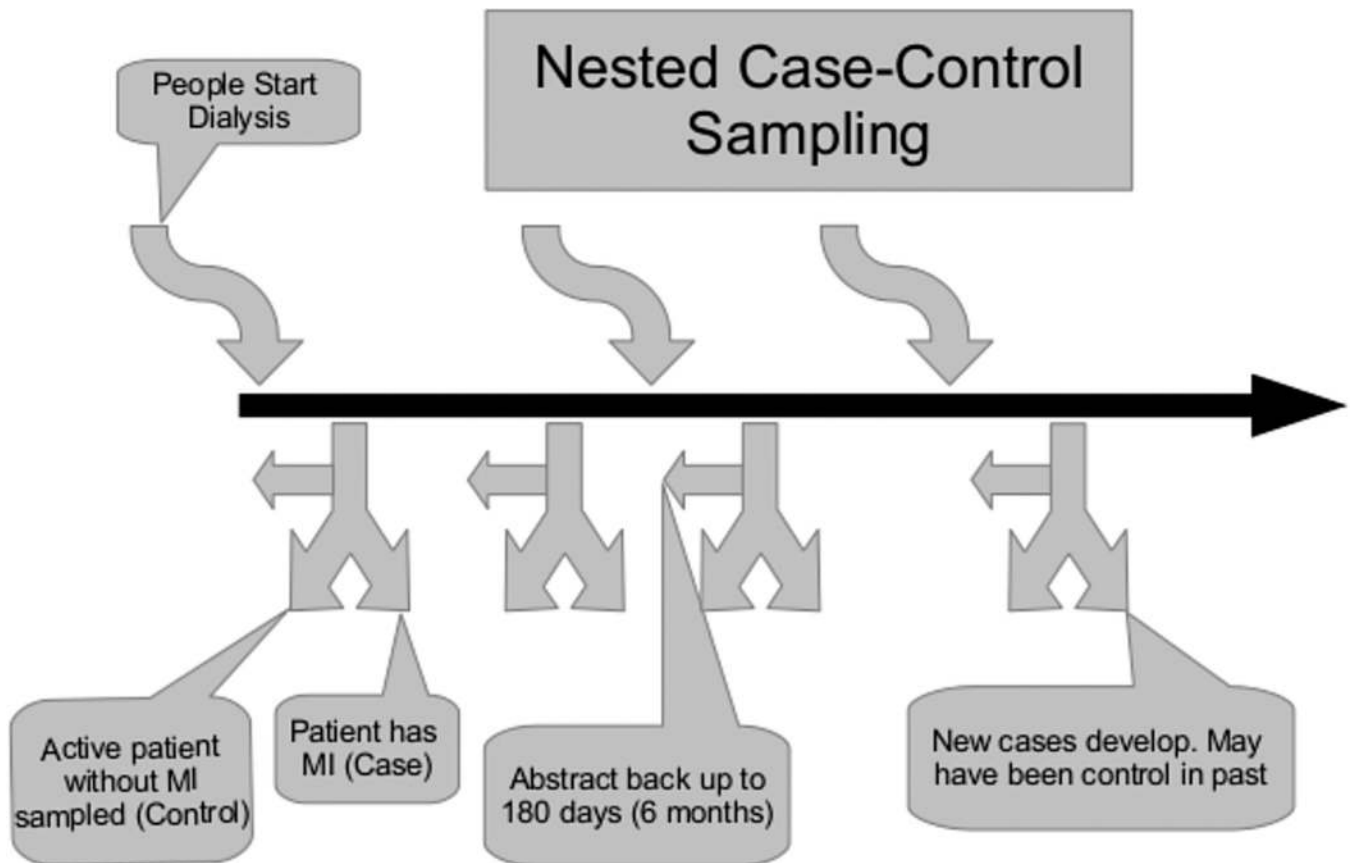 Nested Case-Control
Sampling
People Start
Dialysis
Active patient
without MI
sampled (Control)
Patient has
MI (Case)
Abstract back up to
180 days (6 months)
New cases develop. May
have been control in past